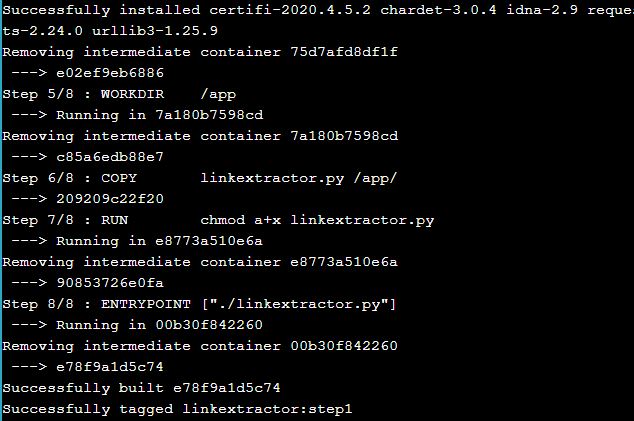 Successfully installed certifi-2020.4.5.2 chardet-3.0.4 idna-2.9 reque
ts-2.24.0 urllib3-1.25.9
Removing intermediate container 75d7afd8df1f
 ---> e02ef9eb6886
Step 5/8 : WORKDIR    /app
 ---> Running in 7a180b7598cd
Removing intermediate container 7a180b7598cd
 ---> c85a6edb88e7
Step 6/8 : COPY       linkextractor.py /app/
 ---> 209209c22f20
Step 7/8 : RUN        chmod a+x linkextractor.py
 ---> Running in e8773a510e6a
Removing intermediate container e8773a510e6a
 ---> 90853726e0fa
Step 8/8 : ENTRYPOINT ["./linkextractor.py"]
 ---> Running in 00b30f842260
Removing intermediate container 00b30f842260
 ---> e78f9a1d5c74
Successfully built e78f9a1d5c74
Successfully tagged linkextractor:step1